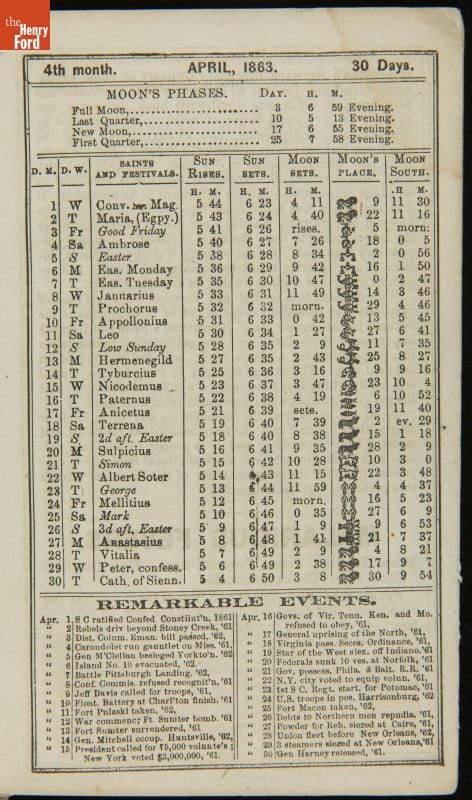 the
Henry
Ford
4th month. APRIL, 1863. 30 Days.
MOON'S PHASES. DAY. H. M.
Full Moon, 3 6 59 Evening.
Last Quarter, 10 5 13 Evening.
New Moon, 17 6 55 Evening.
First Quarter, 25 7 58 Evening.
D. M. D. W. SAINTS AND FESTIVALS. SUN RISES. SUN SETS. MOON SETS. MOON'S PLACE. MOON SOUTH.
H. M. H. M. H. M. H M
1 W Conv. Mag. 5 44 6 23 4 11 9 11 30
2 T Maria, (Egpy.) 5 43 6 24 4 40 22 11 16
3 Fr Good Friday 5 41 6 26 rises. 5 morn:
4 Sa Ambrose 5 40 6 27 7 26 18 0 5
5 S Easter 5 38 6 28 8 34 2 0 56
6 M Eas. Monday 5 36 6 29 9 42 16 1 50
7 T Eas. Tuesday 5 35 6 30 10 47 0 2 47
8 W Januarius 5 33 6 31 11 49 14 3 46
9 T Prochorus 5 32 6 32 morn. 29 4 46
10 Fr Appollonius 5 31 6 33 0 42 13 5 45
11 Sa Leo 5 30 6 34 1 27 27 6 41
12 S Low Sunday 5 28 6 35 2 9 11 7 35
13 M Hermenegild 5 27 6 35 2 43 25 8 27
14 T Tyburcius 5 25 6 36 3 16 9 9 16
15 W Nicodemus 5 23 6 37 3 47 23 10 4
16 T Paternus 5 22 6 38 4 19 6 10 52
17 Fr Anicetus 5 21 6 39 sets. 19 11 40
18 Sa Terrena 5 19 6 40 7 39 2 ev. 29
19 S 2d aft. Easter 5 18 6 40 8 38 15 1 18
20 M Sulpicius 5 16 6 41 9 35 28 2 9
21 T Simon 5 15 6 42 10 28 10 3 0
22 W Albert Soter 5 14 6 43 11 15 22 3 48
23 T George 5 13 6 44 11 59 4 4 37
24 Fr Mellitius 5 12 6 45 morn. 16 5 23
25 Sa Mark 5 10 6 46 0 35 27 6 9
26 S 3d aft. Easter 5 9 6 47 1 9 9 6 53
27 M Anastasius 5 8 6 48 1 41 21 7 37
28 T Vitalia 5 7 6 49 2 9 4 8 21
29 W Peter, confess. 5 6 6 49 2 38 17 9 7
30 T Cath. of Sienn. 5 4 6 50 3 8 30 9 54
REMARKABLE EVENTS.
Apr. 1, S C ratified Confed Constitut'n, 1861
" 2 Rebels driv beyond Stoney Creek, '61
" 3 Dist. Colum. Eman. bill passed, '62,
" 4 Carondolet run gauntlet on Miss. '61.
" 5 Gen M'Clellan besieged Yorkto'n. '62
" 6 Island No. 10 evacuated, '62.
" 7 Battle Pittsburgh Landing, '62,
" 8 Conf. Commis. refused recognit'n, '61.
" 9 Jeff Davis called for troops, '61,
" 10 Float. Battery at Charl'ton finish. '61
" 11 Fort Pulaski taken, '62,
" 12 War commenc; Ft. Sumter bomb. '61
" 13 Fort Sumter surrendered, '61
" 14 Gen. Mitchell occup. Huntsville, '62,
" 15 President called for 75,000 volunte's;
New York voted $3,000,000, '61.
Apr. 16 Govs. of Vir. Tenn. Ken. and Mo.
refused to obey, '61.
" 17 General uprising of the North, '61,
" 18 Virginia pass. Seces. Ordinance, '61.
" 19 Star of the West siez. off Indiano.'61
" 20 Federals sunk 10 ves. at Norfolk, '61
" 21 Gov. possess. Phila. & Balt. R.R. '61
" 22 N.Y. city voted to equip volun. '61,
" 23 1st S C. Regt. start. for Potomac, '61
" 24 U.S. troops in pos. Harrisonburg, '62
" 25 Fort Macon taken, '62,
" 26 Debts to Northern men repudia, '61.
" 27 Powder for Reb. siezed at Cairo, '61.
" 28 Union fleet before New Orleans, '62,
" 29 3 steamers siezed at New Orleans,'61
" 30 Gen Harney released, '61.